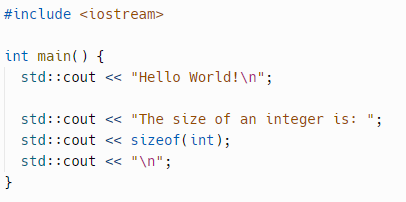 #include <iostream>

int main() {
  std::cout << "Hello World!\n";

  std::cout << "The size of an integer is: ";
  std::cout << sizeof(int);
  std::cout << "\n";
}